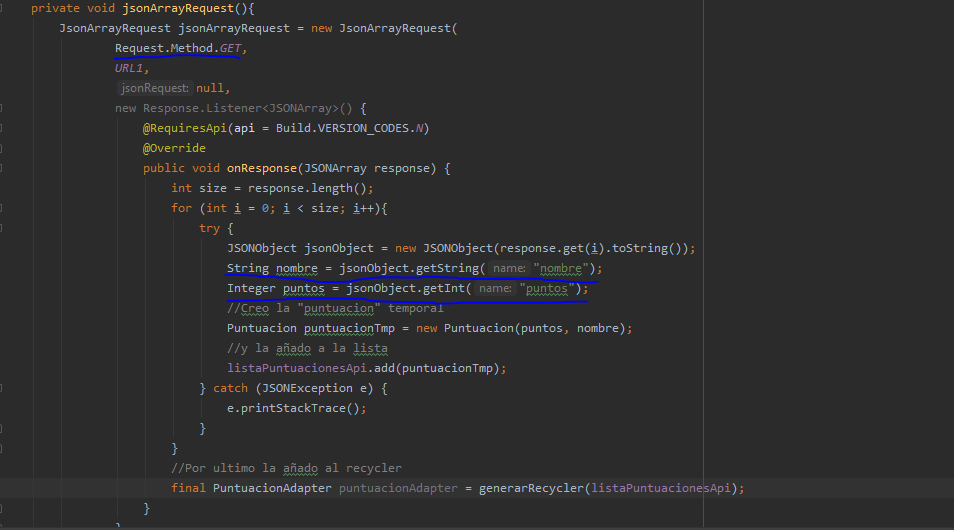 private void jsonArrayRequest(){
JsonArrayRequest jsonArrayRequest = new JsonArrayRequest(
Request.Method.GET,
URL1,
jsonRequest: null,
new Response.Listener<JSONArray>() {
@RequiresApi(api = Build.VERSION_CODES.N)
@Override
public void onResponse(JSONArray response) {
int size = response.length();
for (int i = 0; i < size; i++){
try {
JSONObject jsonObject = new JSONObject(response.get(i).toString());
String nombre = jsonObject.getString( name: "nombre");
Integer puntos = jsonObject.getInt( name: "puntos");
//Creo la "puntuacion" temporal
Puntuacion puntuacionTmp = new Puntuacion(puntos, nombre);
//y la añado a la lista
listaPuntuacionesApi.add(puntuacionTmp);
} catch (JSONException e) {
e.printStackTrace();
}
}
//Por ultimo la añado al recycler
final PuntuacionAdapter puntuacionAdapter = generarRecycler(listaPuntuacionesApi);
}
}